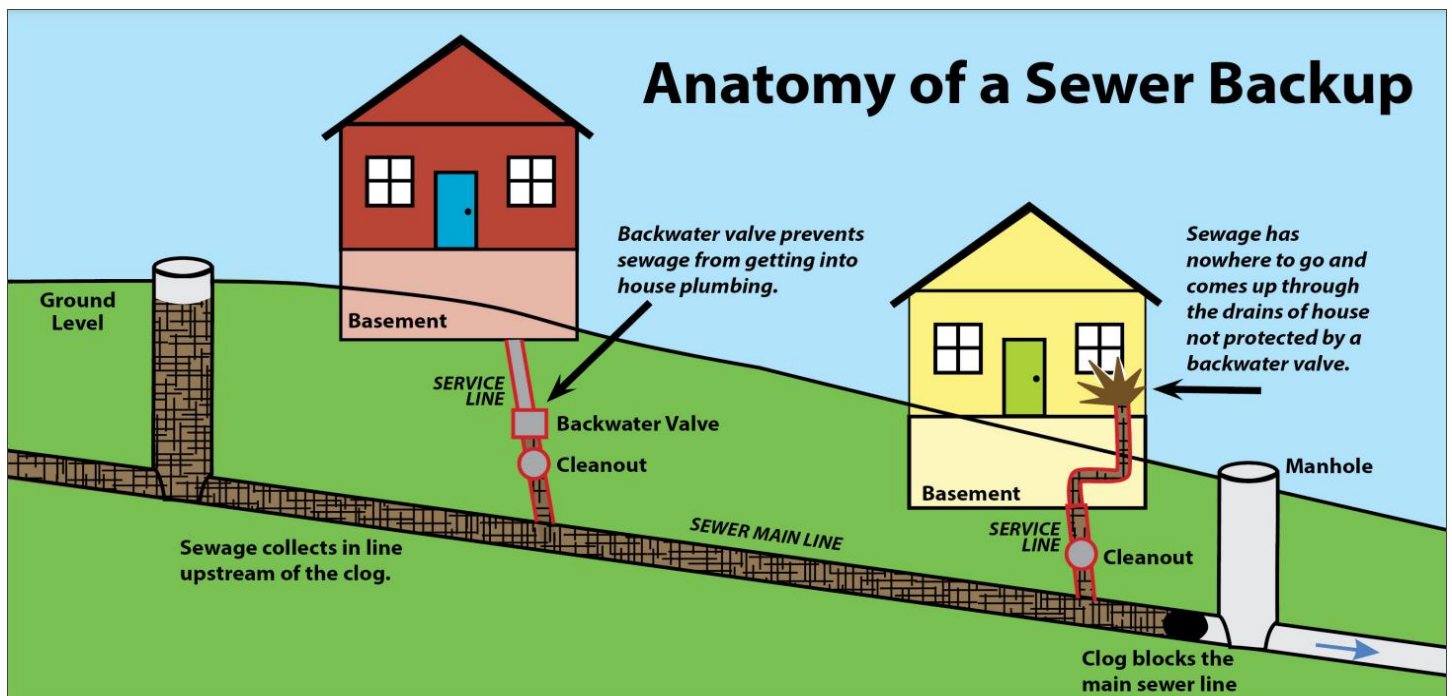 Anatomy of a Sewer Backup
Backwater valve prevents
sewage from getting into
house plumbing.
Sewage has
nowhere to go and
comes up through
the drains of house
not protected by a
backwater valve.
Ground
Level
Basement
SERVICE
LINE
Backwater Valve
Cleanout
Manhole
Basement
SERVICE
LINE
Cleanout
SEWER MAIN LINE
Sewage collects in line
upstream of the clog.
Clog blocks the
main sewer line